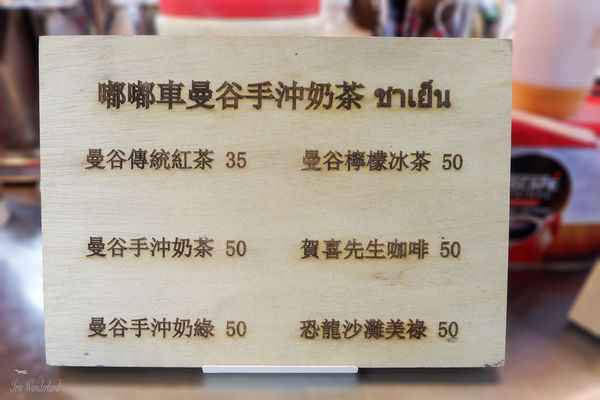 嘟嘟車曼谷手沖奶茶 ชาเย็น
曼谷傳統紅茶 35 曼谷檸檬冰茶 50
曼谷手沖奶茶 50 賀喜先生咖啡 50
曼谷手沖奶綠 50 恐龍沙灘美祿 50
Ira Wonderland